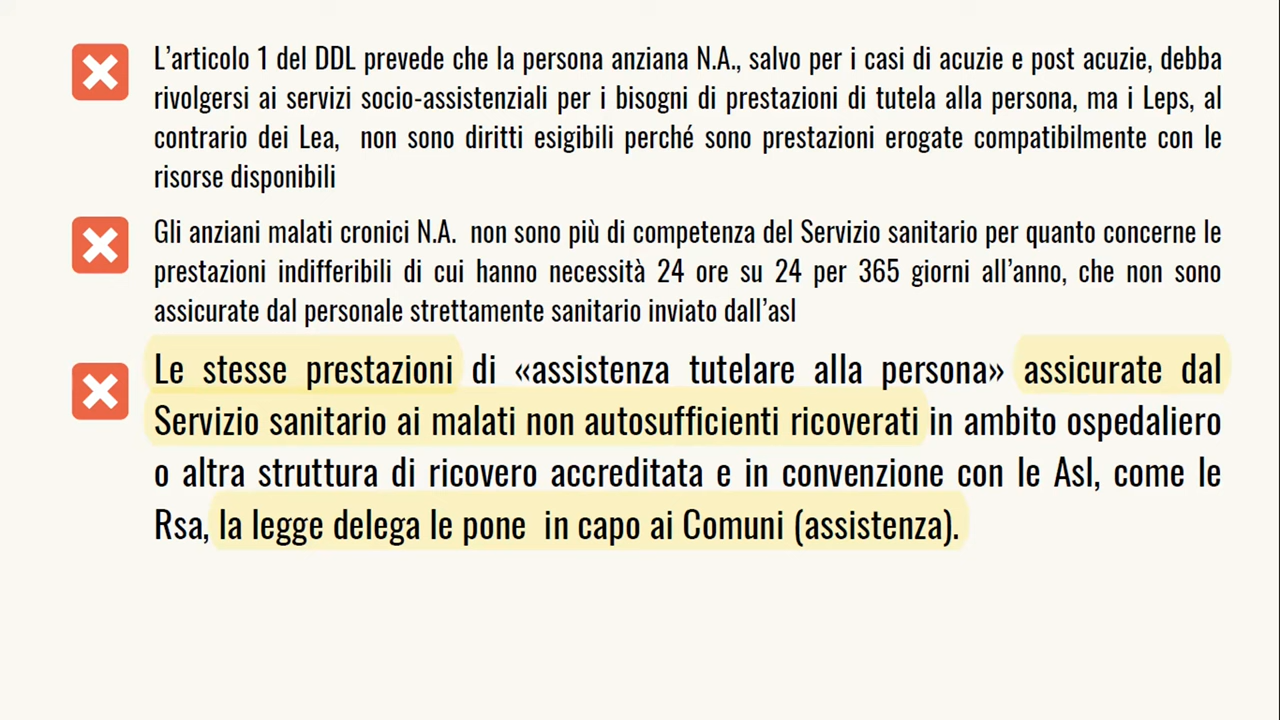 L’articolo 1 del DDL prevede che la persona anziana N.A., salvo per i casi di acuzie e post acuzie, debba
rivolgersi ai servizi socio-assistenziali per i bisogni di prestazioni di tutela alla persona, ma i Leps, al
contrario dei Lea,  non sono diritti esigibili perché sono prestazioni erogate compatibilmente con le
risorse disponibili
Gli anziani malati cronici N.A.  non sono più di competenza del Servizio sanitario per quanto concerne le
prestazioni indifferibili di cui hanno necessità 24 ore su 24 per 365 giorni all’anno, che non sono
assicurate dal personale strettamente sanitario inviato dall’asl
Le stesse prestazioni di «assistenza tutelare alla persona» assicurate dal
Servizio sanitario ai malati non autosufficienti ricoverati in ambito ospedaliero
o altra struttura di ricovero accreditata e in convenzione con le Asl, come le
Rsa, la legge delega le pone  in capo ai Comuni (assistenza).